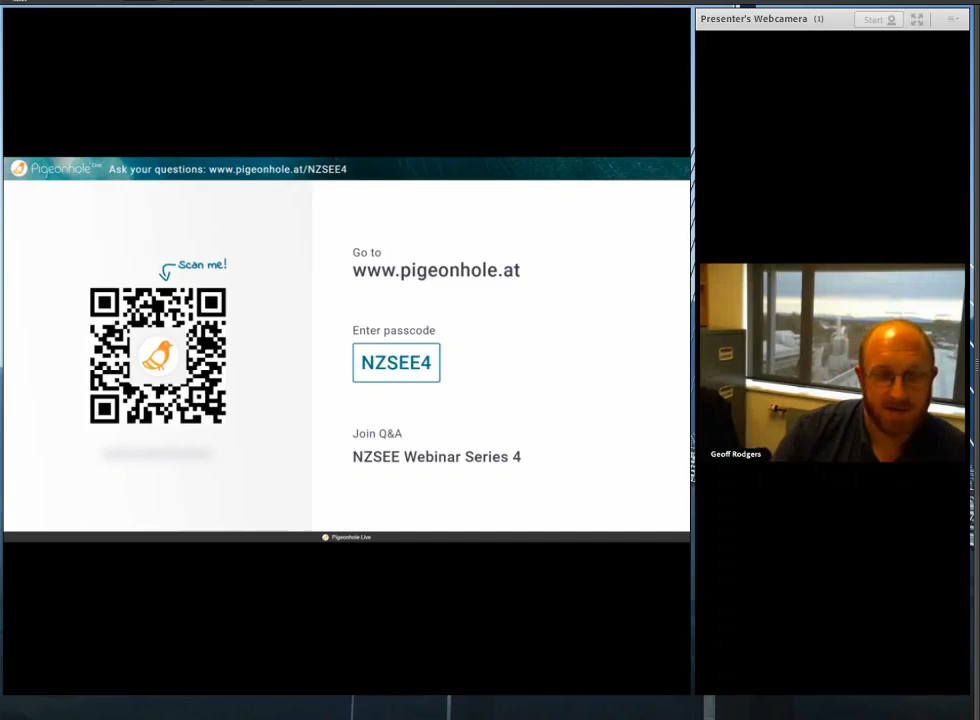 Presenter's Webcamera (1)
Start
Pigeonhole Live
Ask your questions: www.pigeonhole.at/NZSEE4
Scan me!
Go to
www.pigeonhole.at
Enter passcode
NZSEE4
Join Q&A
NZSEE Webinar Series 4
Pigeonhole Live
Geoff Rodgers